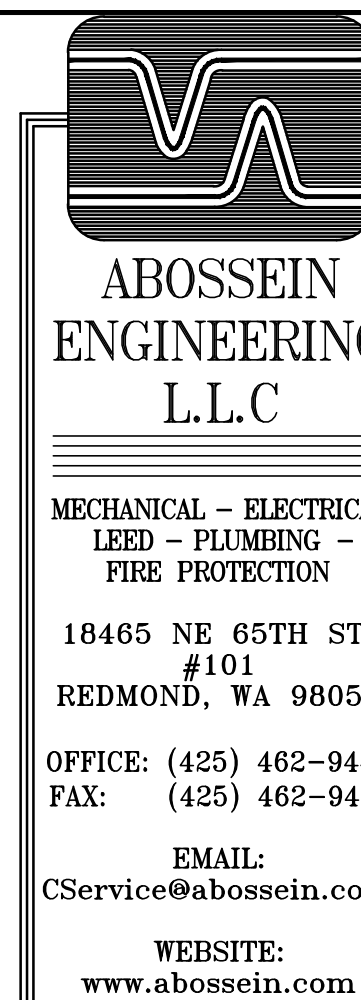 ABOSSEIN
ENGINEERING
L.L.C
MECHANICAL – ELECTRICA
LEED – PLUMBING –
FIRE PROTECTION
18465 NE 65TH ST
#101
REDMOND, WA 9805
OFFICE: (425) 462–94
FAX: (425) 462–94
EMAIL:
CService@abossein.co
WEBSITE:
www.abossein.com